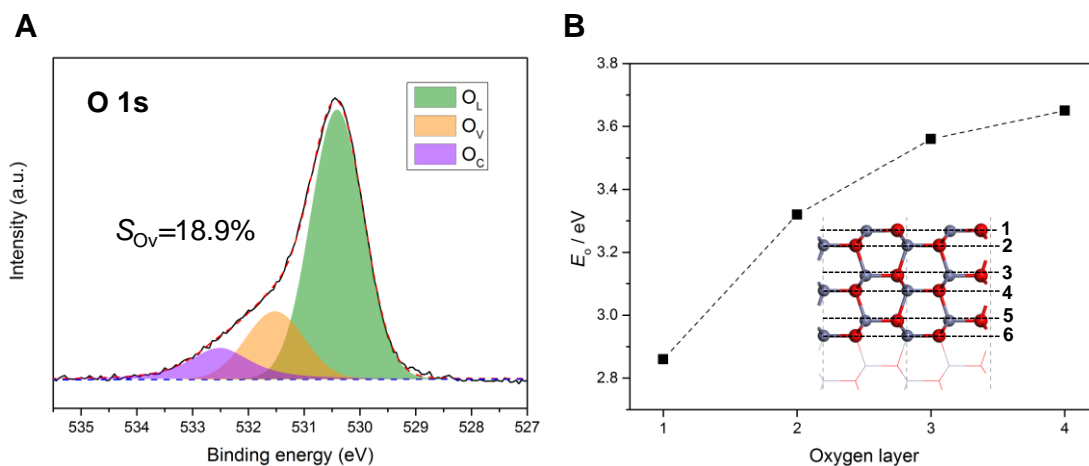 A
O 1s
O_L
O_V
O_C
S_Ov=18.9%
Intensity (a.u.)
535 534 533 532 531 530 529 528 527
Binding energy (eV)
B
3.8
3.6
3.4
3.2
3.0
2.8
E_o / eV
1
2
3
4
5
6
1 2 3 4
Oxygen layer